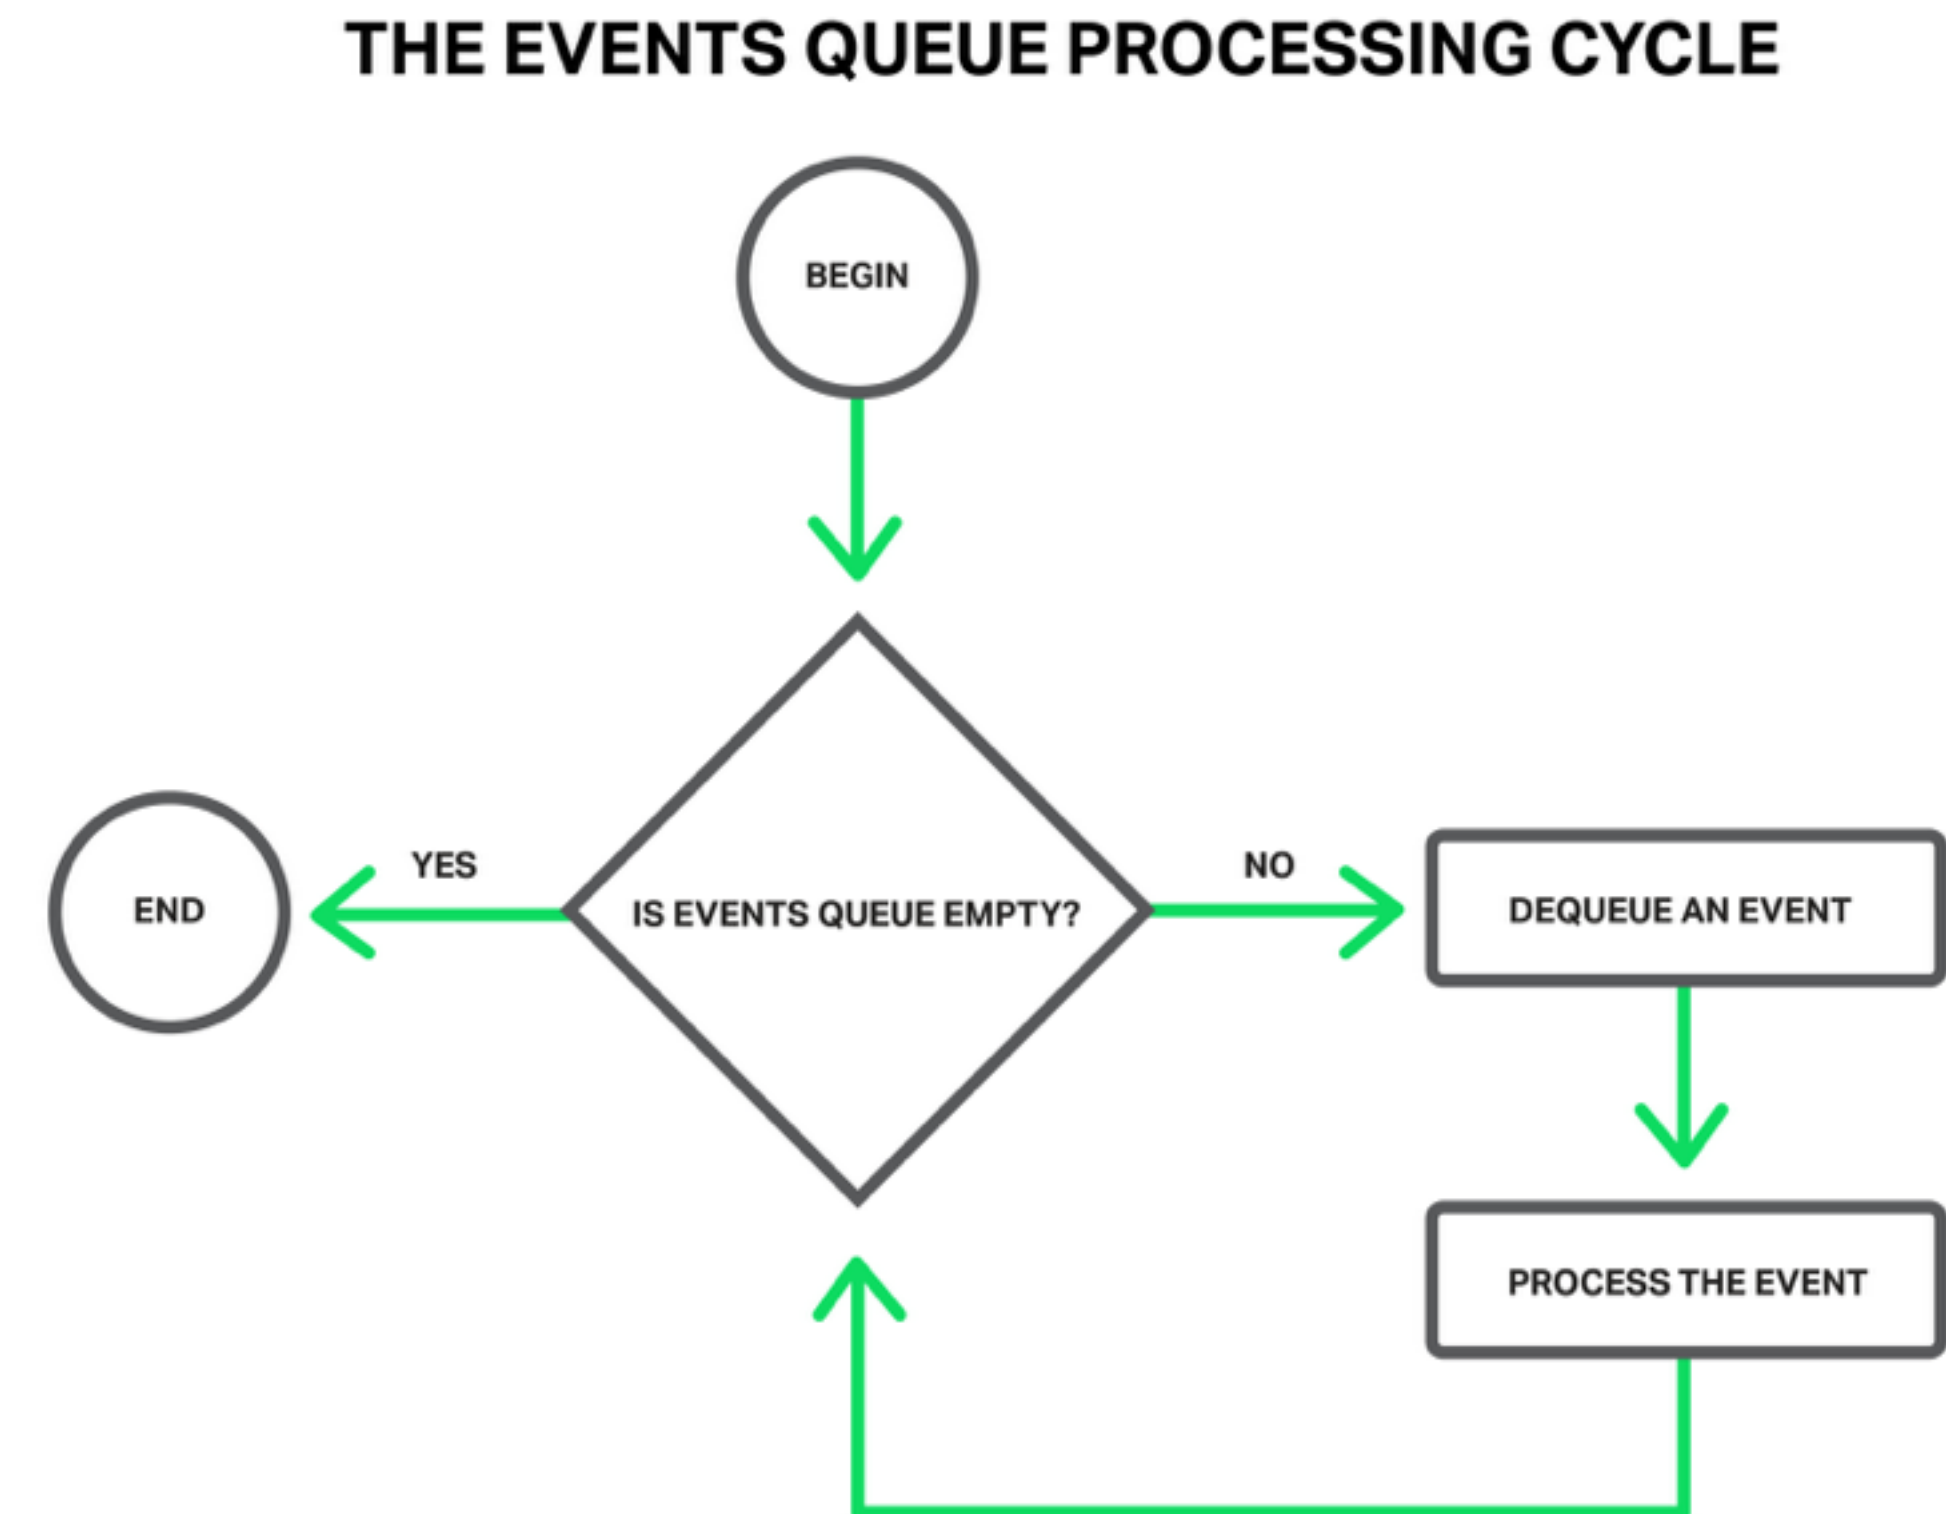 THE EVENTS QUEUE PROCESSING CYCLE
BEGIN
YES
NO
END
IS EVENTS QUEUE EMPTY?
DEQUEUE AN EVENT
PROCESS THE EVENT